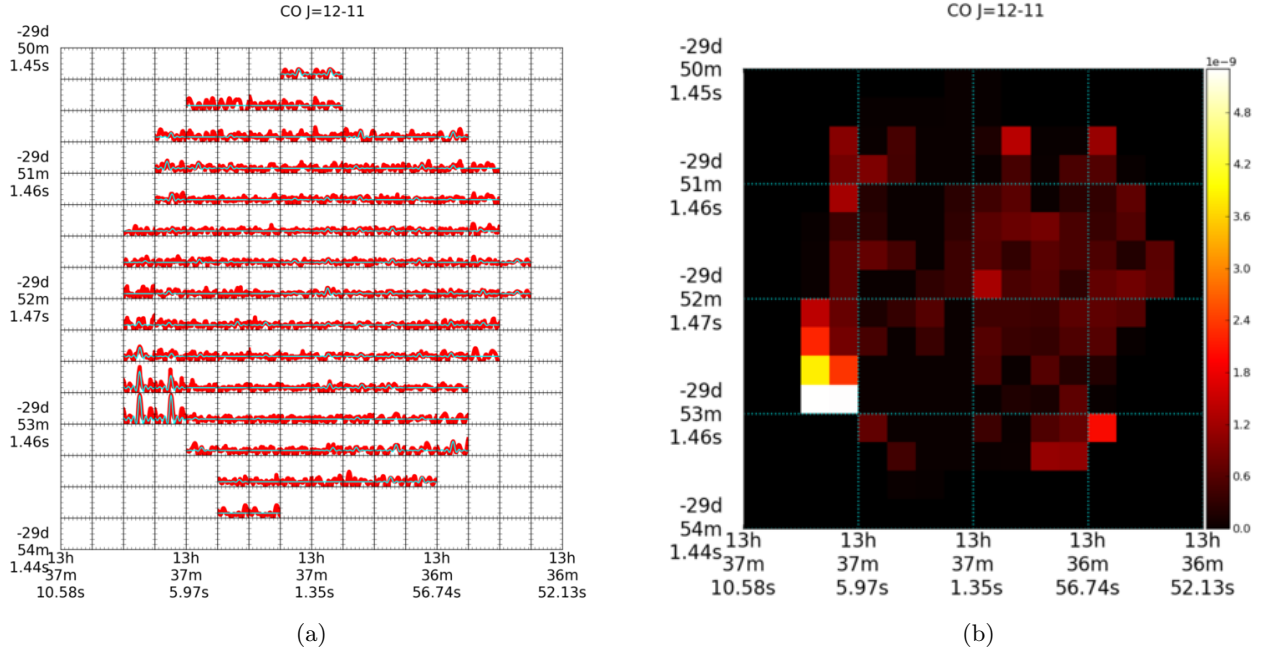 CO J=12-11
-29d
50m
1.45s
-29d
51m
1.46s
-29d
52m
1.47s
-29d
53m
1.46s
-29d
54m
1.44s
13h
37m
10.58s
13h
37m
5.97s
13h
37m
1.35s
13h
36m
56.74s
13h
36m
52.13s
(a)
CO J=12-11
-29d
50m
1.45s
-29d
51m
1.46s
-29d
52m
1.47s
-29d
53m
1.46s
-29d
54m
1.44s
13h
37m
10.58s
13h
37m
5.97s
13h
37m
1.35s
13h
36m
56.74s
13h
36m
52.13s
1e−9
4.8
4.2
3.6
3.0
2.4
1.8
1.2
0.6
0.0
(b)